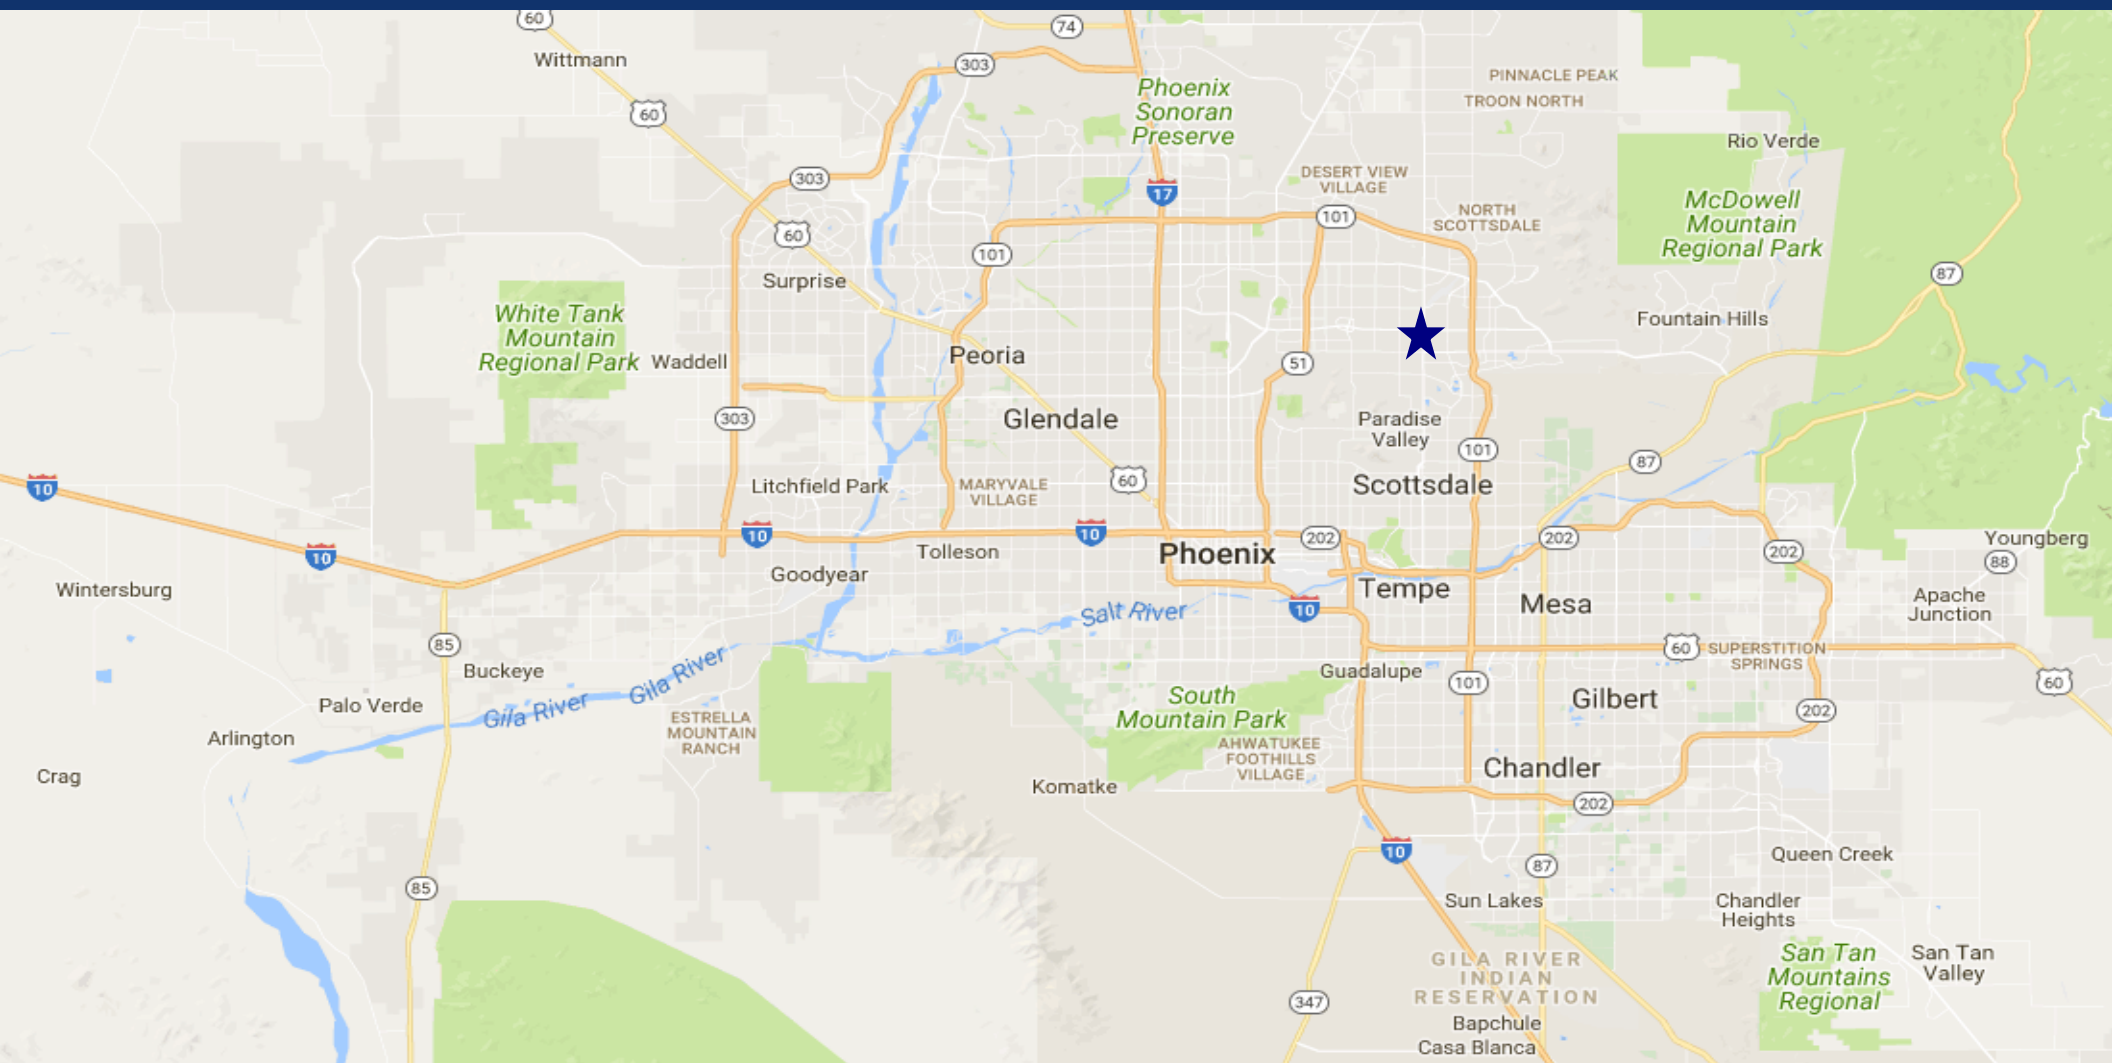 60
74
Wittmann
303
PINNACLE PEAK
Phoenix
Sonoran
Preserve
TROON NORTH
60
Rio Verde
303
DESERT VIEW
VILLAGE
17
McDowell
Mountain
Regional Park
101
NORTH
SCOTTSDALE
60
101
87
Surprise
White Tank
Mountain
Regional Park
Fountain Hills
Peoria
Waddell
51
303
Glendale
Paradise
Valley
101
87
10
Litchfield Park
MARYVALE
VILLAGE
60
Scottsdale
10
10
10
202
202
Youngberg
Tolleson
Phoenix
202
88
Goodyear
Wintersburg
Tempe
Mesa
Apache
Junction
Salt River
10
85
60
SUPERSTITION
SPRINGS
Buckeye
Gila River
Guadalupe
101
60
Palo Verde
Gila River
South
Mountain Park
Gilbert
202
ESTRELLA
MOUNTAIN
RANCH
Arlington
AHWATUKEE
FOOTHILLS
VILLAGE
Crag
Komatke
Chandler
202
10
Queen Creek
87
85
Sun Lakes
Chandler
Heights
GILA RIVER
INDIAN
RESERVATION
San Tan
Mountains
Regional
San Tan
Valley
347
Bapchule
Casa Blanca